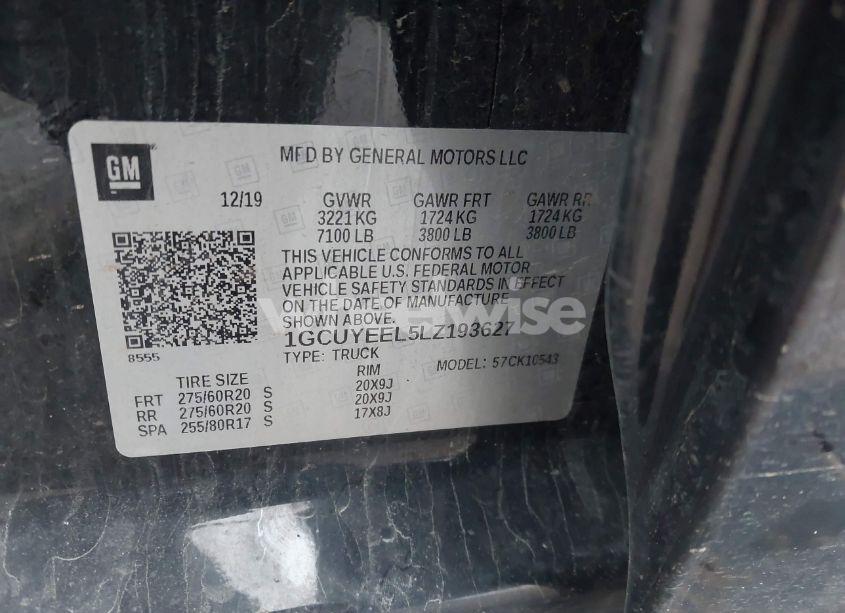 GM
MFD BY GENERAL MOTORS LLC
12/19 GVWR GAWR FRT GAWR RR
3221 KG 1724 KG 1724 KG
7100 LB 3800 LB 3800 LB
THIS VEHICLE CONFORMS TO ALL
APPLICABLE U.S. FEDERAL MOTOR
VEHICLE SAFETY STANDARDS IN EFFECT
ON THE DATE OF MANUFACTURE
SHOWN ABOVE.
1GCUYEEL5LZ193627
8555
TYPE: TRUCK MODEL: 57CK10543
TIRE SIZE RIM
FRT 275/60R20 S 20X9J
RR 275/60R20 S 20X9J
SPA 255/80R17 S 17X8J